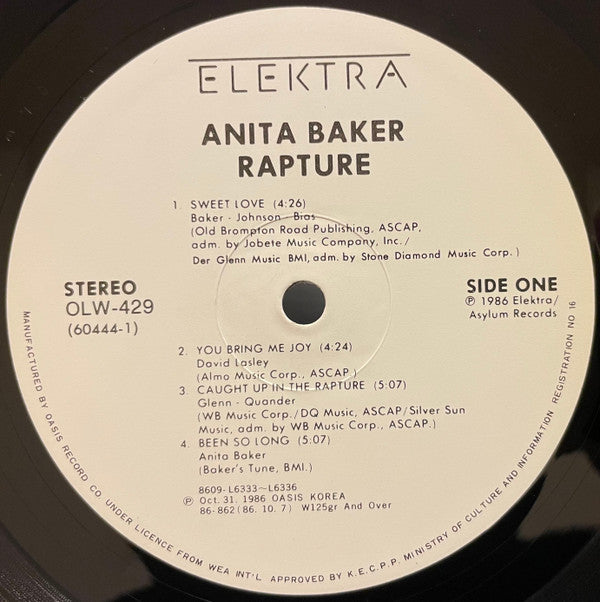 ELEKTRA
ANITA BAKER
RAPTURE
1. SWEET LOVE (4:26)
Baker - Johnson - Bias
(Old Brompton Road Publishing, ASCAP,
adm. by Jobete Music Company, Inc./
Der Glenn Music BMI, adm. by Stone Diamond Music Corp.)
STEREO
OLW-429
(60444-1)
SIDE ONE
℗ 1986 Elektra/
Asylum Records
2. YOU BRING ME JOY (4:24)
David Lasley
(Almo Music Corp., ASCAP.)
3. CAUGHT UP IN THE RAPTURE (5:07)
Glenn - Quander
(WB Music Corp./DQ Music, ASCAP/Silver Sun
Music, adm. by WB Music Corp., ASCAP.)
4. BEEN SO LONG (5:07)
Anita Baker
(Baker's Tune, BMI.)
8609-L6333~L6336
℗ Oct. 31. 1986 OASIS KOREA
86-862(86. 10. 7) W125gr And Over
MANUFACTURED BY OASIS RECORD CO. UNDER LICENCE FROM WEA INT'L APPROVED BY K.E.C.P.P. MINISTRY OF CULTURE AND INFORMATION REGISTRATION NO 16